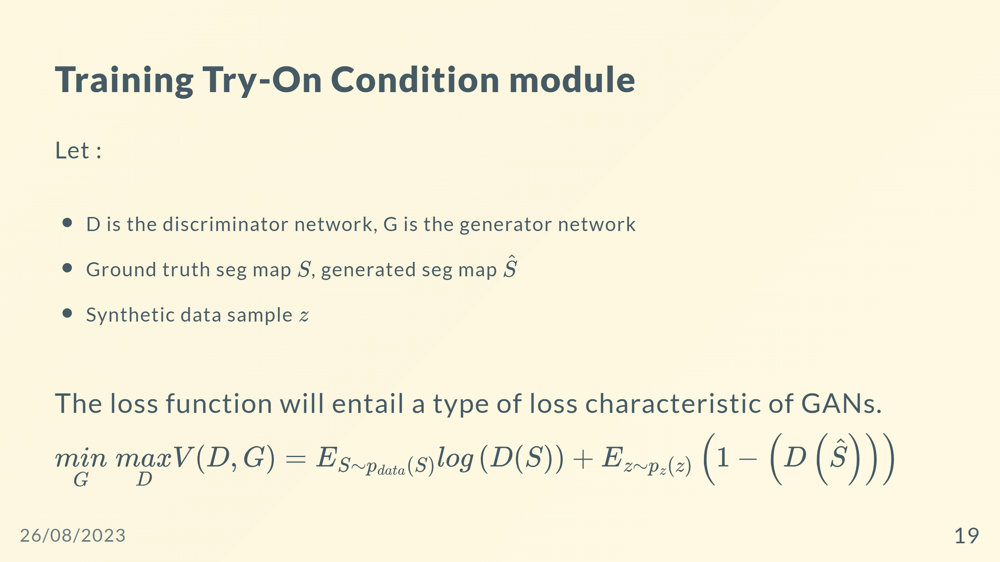 Training Try-On Condition module
Let :
• D is the discriminator network, G is the generator network
• Ground truth seg map $S$, generated seg map $\hat{S}$
• Synthetic data sample $z$
The loss function will entail a type of loss characteristic of GANs.
$\underset{G}{min}\ \underset{D}{max}V(D, G) = E_{S \sim p_{data}(S)}log\left(D(S)\right) + E_{z \sim p_z(z)}\left(1 - \left(D\left(\hat{S}\right)\right)\right)$
26/08/2023
19